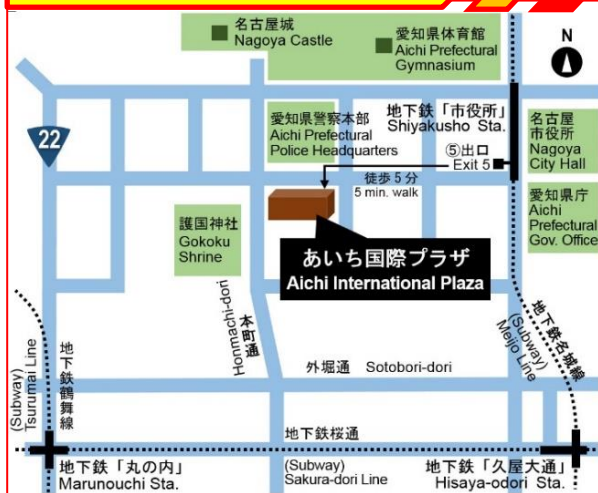 名古屋城
Nagoya Castle
愛知県体育館
Aichi Prefectural
Gymnasium
N
22
愛知県警察本部
Aichi Prefectural
Police Headquarters
地下鉄「市役所」
Shiyakusho Sta.
⑤出口
Exit 5
名古屋
市役所
Nagoya
City Hall
徒歩 5 分
5 min. walk
愛知県庁
Aichi
Prefectural
Gov. Office
護国神社
Gokoku
Shrine
あいち国際プラザ
Aichi International Plaza
本町通
Honmachi-dori
地下鉄名城線
(Subway)
Meijo Line
地下鉄鶴舞線
(Subway)
Tsurumai Line
外堀通 Sotobori-dori
地下鉄桜通
(Subway)
Sakura-dori Line
地下鉄「丸の内」
Marunouchi Sta.
地下鉄「久屋大通」
Hisaya-odori Sta.